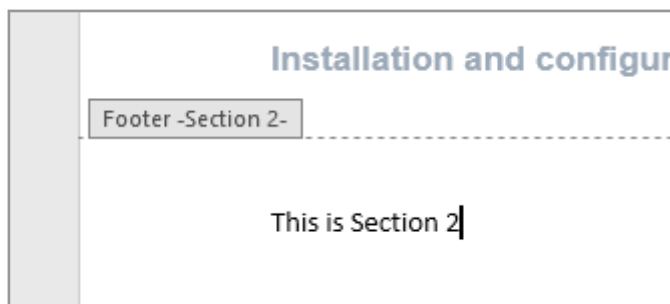 Installation and configur
Footer -Section 2-
This is Section 2